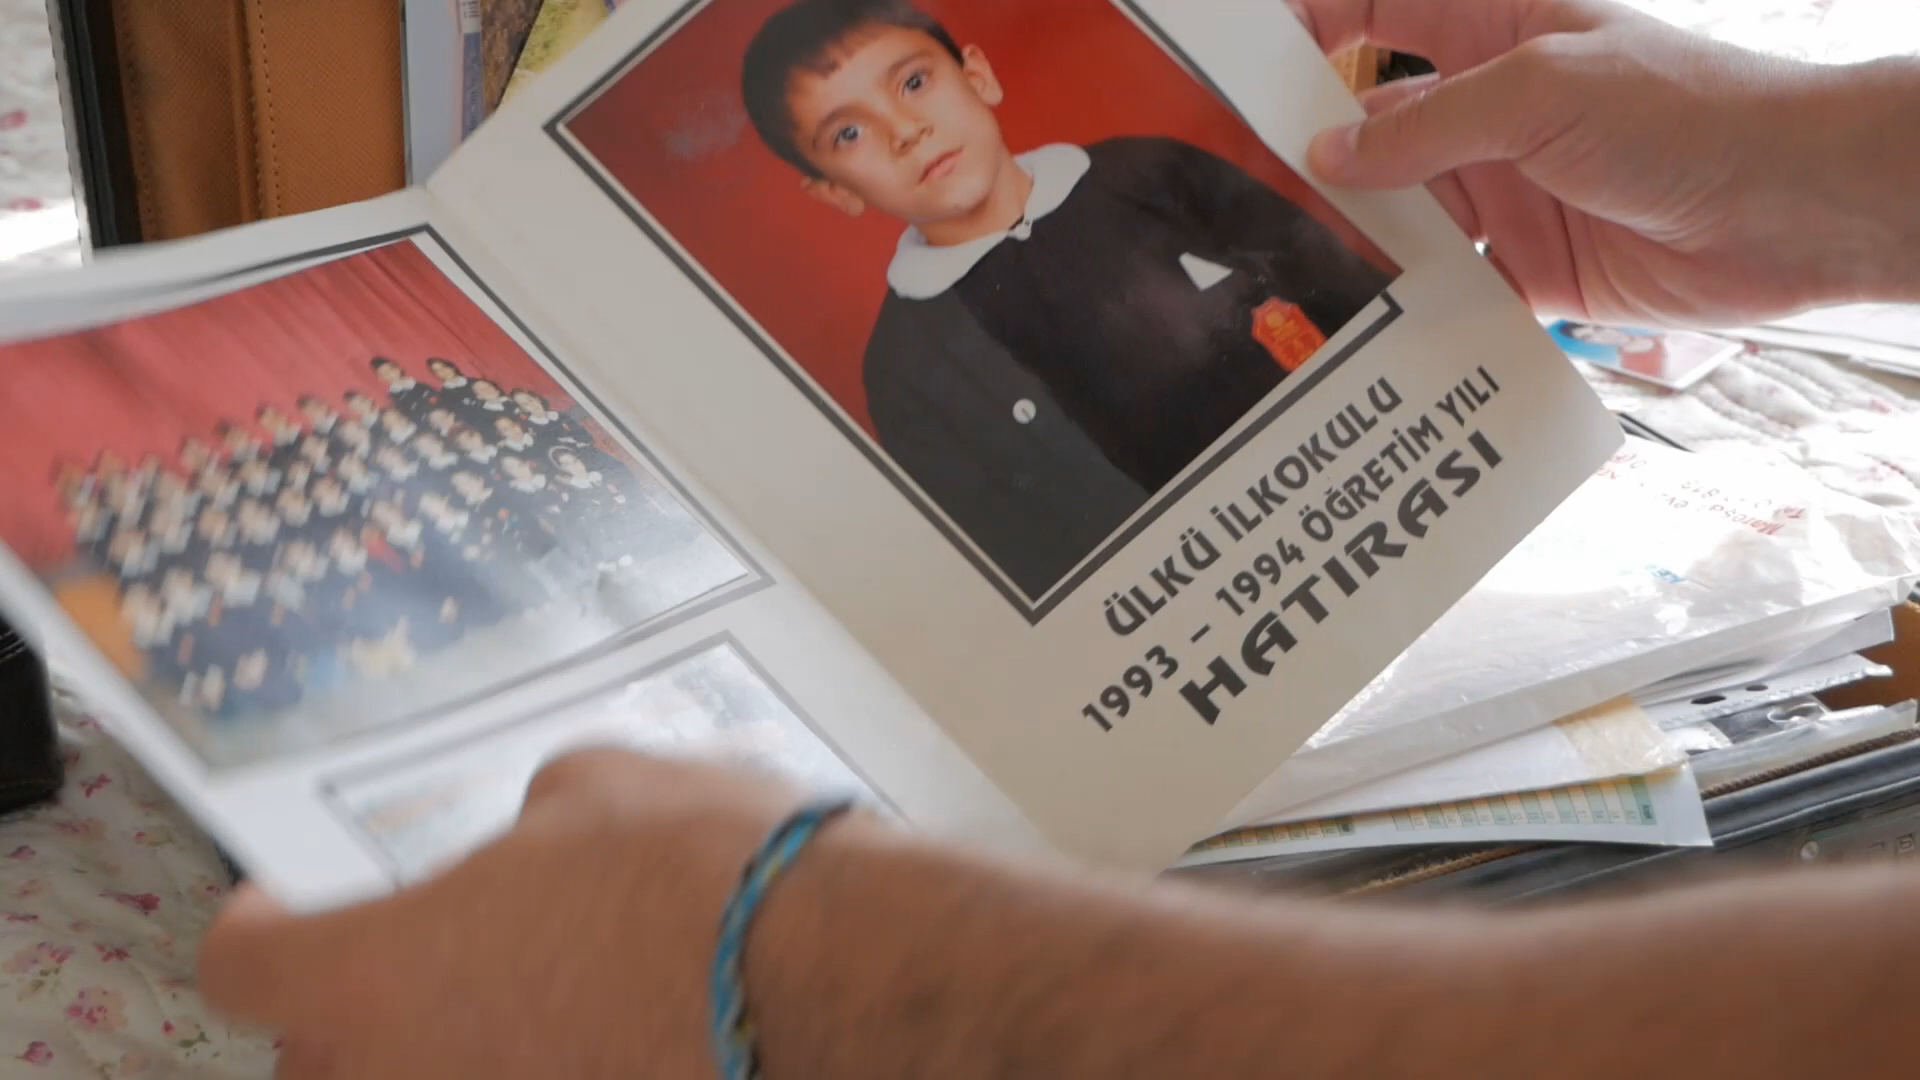 ÜLKÜ İLKOKULU
1993 – 1994 ÖĞRETİM YILI
HATIRASI